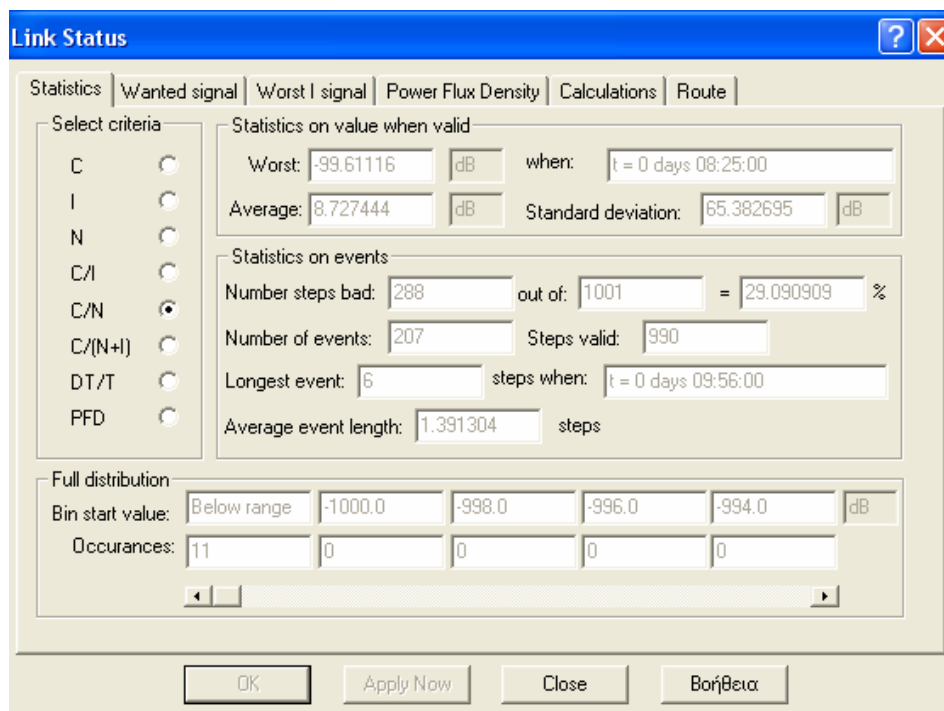 Link Status
Statistics Wanted signal Worst I signal Power Flux Density Calculations Route
Select criteria
C
I
N
C/I
C/N
C/(N+I)
DT/T
PFD
Statistics on value when valid
Worst: -99.61116 dB when: t = 0 days 08:25:00
Average: 8.727444 dB Standard deviation: 65.382695 dB
Statistics on events
Number steps bad: 288 out of: 1001 = 29.090909 %
Number of events: 207 Steps valid: 990
Longest event: 6 steps when: t = 0 days 09:56:00
Average event length: 1.391304 steps
Full distribution
Bin start value: Below range -1000.0 -998.0 -996.0 -994.0 dB
Occurances: 11 0 0 0 0
OK Apply Now Close Βοήθεια